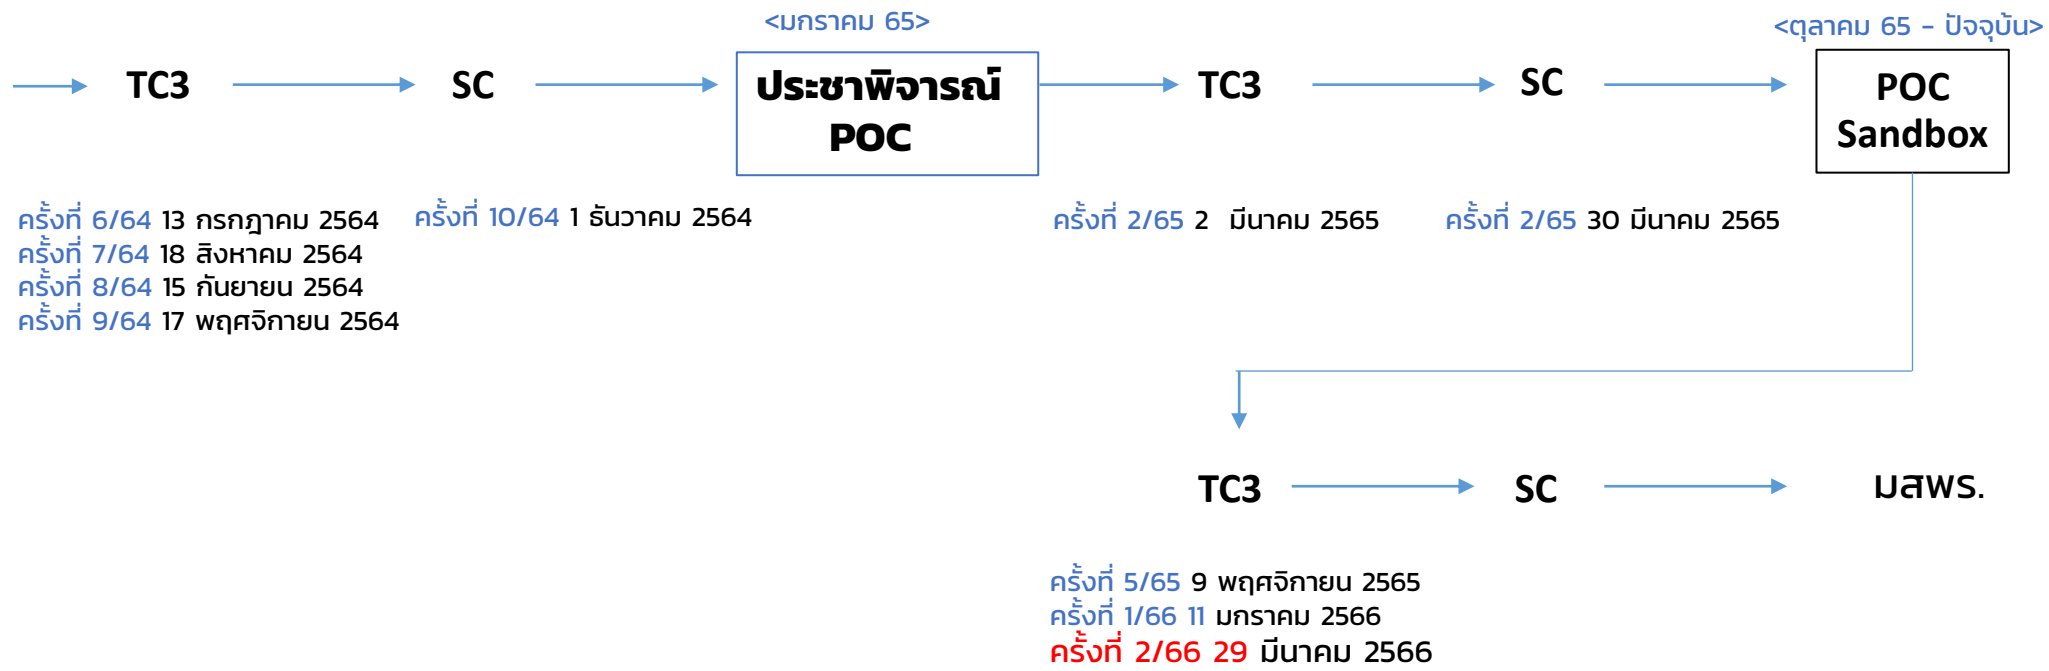 <มกราคม 65>
<ตุลาคม 65 - ปัจจุบัน>
TC3
SC
ประชาพิจารณ์
POC
TC3
SC
POC
Sandbox
ครั้งที่ 6/64 13 กรกฎาคม 2564
ครั้งที่ 7/64 18 สิงหาคม 2564
ครั้งที่ 8/64 15 กันยายน 2564
ครั้งที่ 9/64 17 พฤศจิกายน 2564
ครั้งที่ 10/64 1 ธันวาคม 2564
ครั้งที่ 2/65 2 มีนาคม 2565
ครั้งที่ 2/65 30 มีนาคม 2565
TC3
SC
มสพร.
ครั้งที่ 5/65 9 พฤศจิกายน 2565
ครั้งที่ 1/66 11 มกราคม 2566
ครั้งที่ 2/66 29 มีนาคม 2566